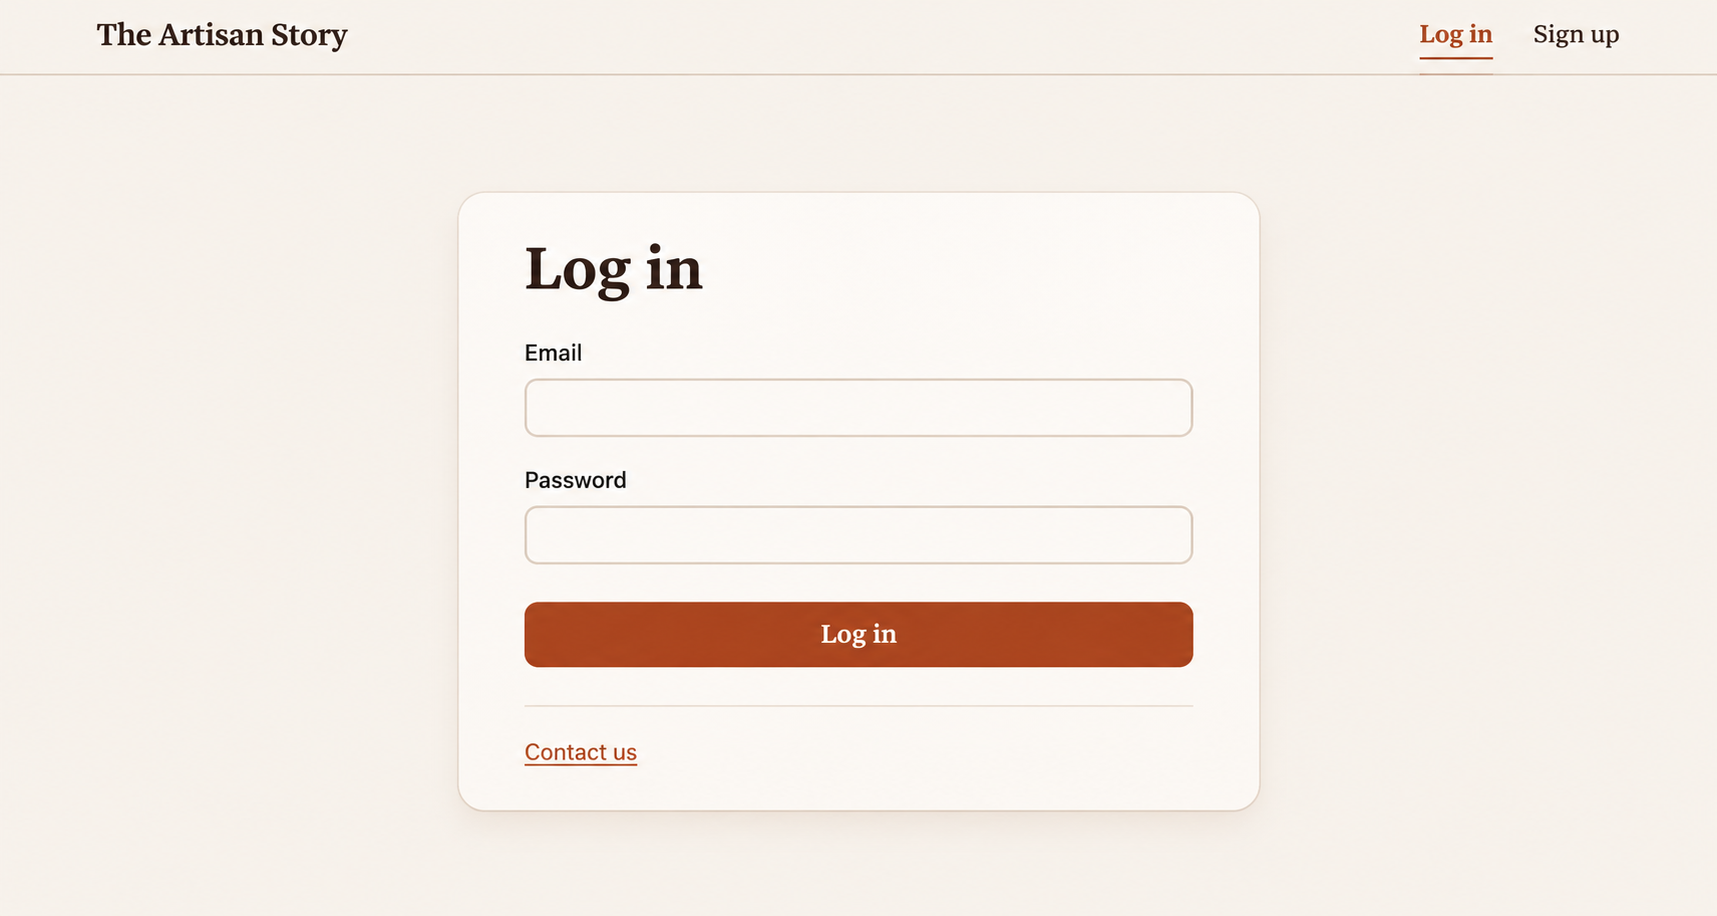 The Artisan Story
Log in
Sign up
Log in
Email
Password
Log in
Contact us